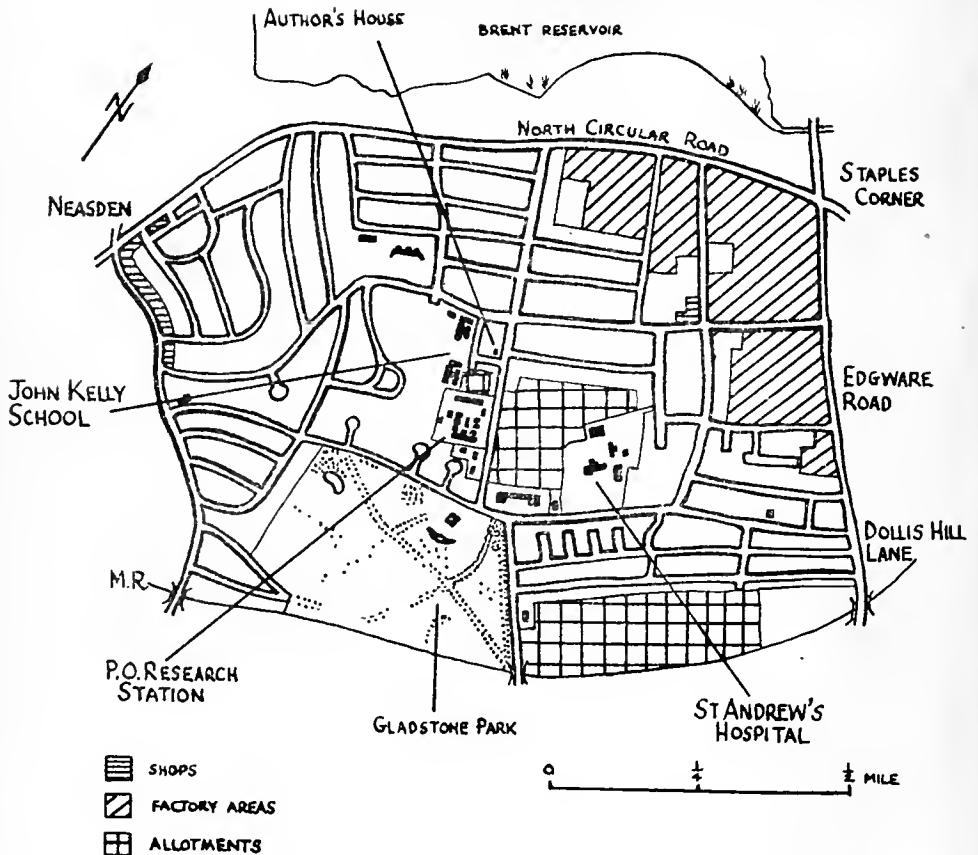 AUTHOR'S HOUSE
BRENT RESERVOIR
N
NORTH CIRCULAR ROAD
STAPLES
CORNER
NEASDEN
JOHN KELLY
SCHOOL
EDGWARE
ROAD
DOLLIS HILL
LANE
M.R.
P.O. RESEARCH
STATION
GLADSTONE PARK
ST ANDREW'S
HOSPITAL
SHOPS
FACTORY AREAS
ALLOTMENTS
0 1/4 1/2 MILE